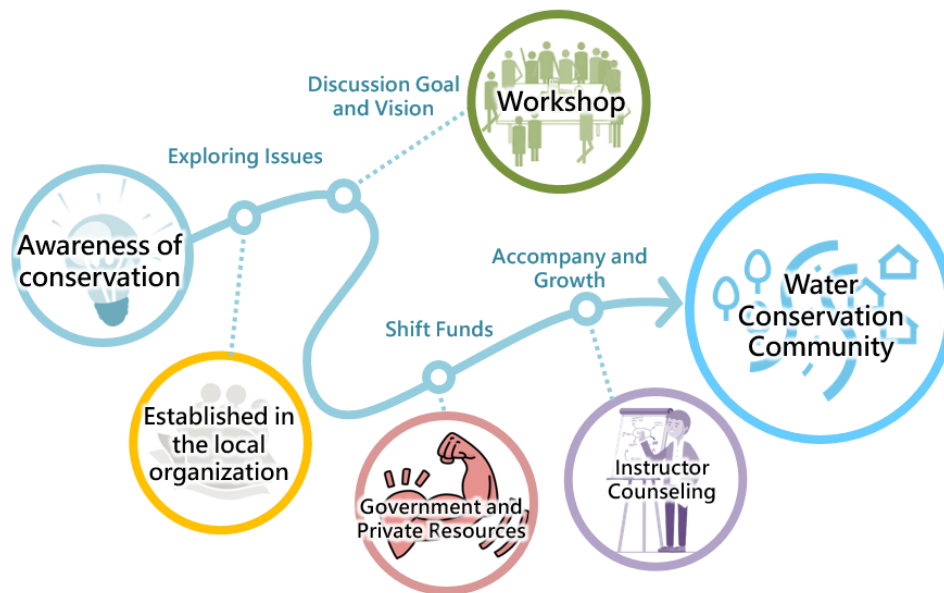 Discussion Goal
and Vision
Workshop
Exploring Issues
Awareness of
conservation
Accompany and
Growth
Water
Conservation
Community
Shift Funds
Established in
the local
organization
Government and
Private Resources
Instructor
Counseling